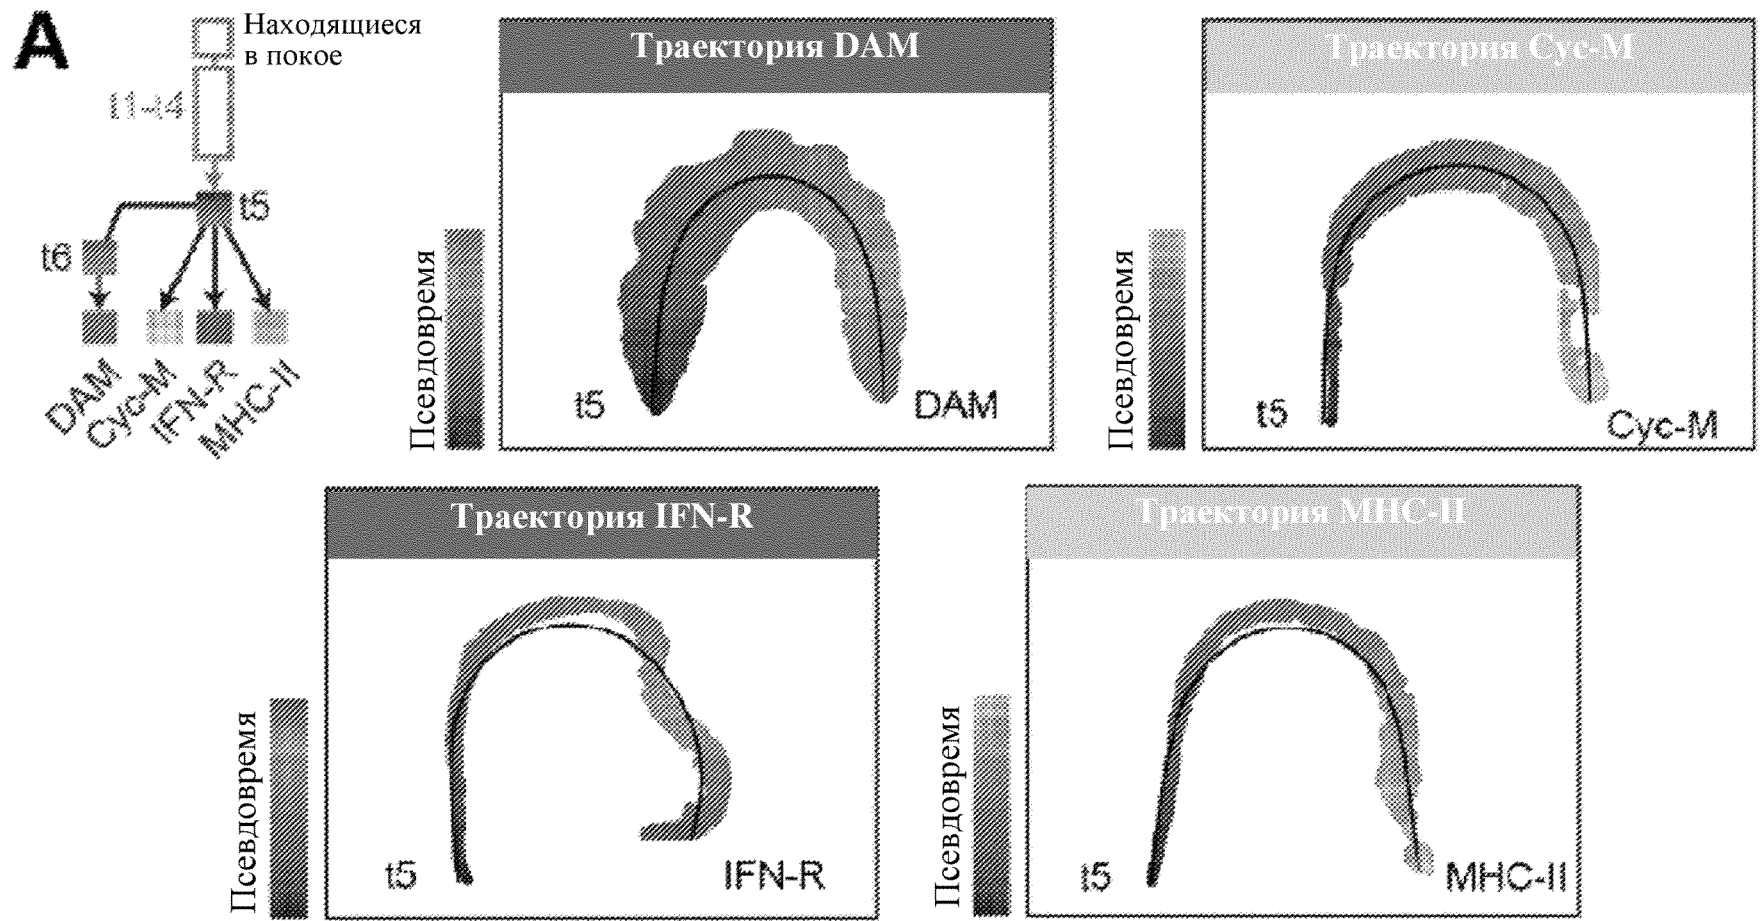 A
Находящиеся
в покое
t1-t4
t5
t6
DAM
Cyc-M
IFN-R
MHC-II
Траектория DAM
Псевдовремя
t5
DAM
Траектория Cyc-M
Псевдовремя
t5
Cyc-M
Траектория IFN-R
Псевдовремя
t5
IFN-R
Траектория MHC-II
Псевдовремя
t5
MHC-II